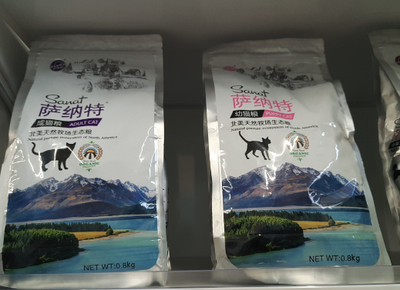 Sanat
萨纳特
成猫粮 ADULT CAT
北美天然牧场生态粮
NET WT:0.8kg
Sanat
萨纳特
幼猫粮
北美天然牧场生态粮
NET WT:0.8kg